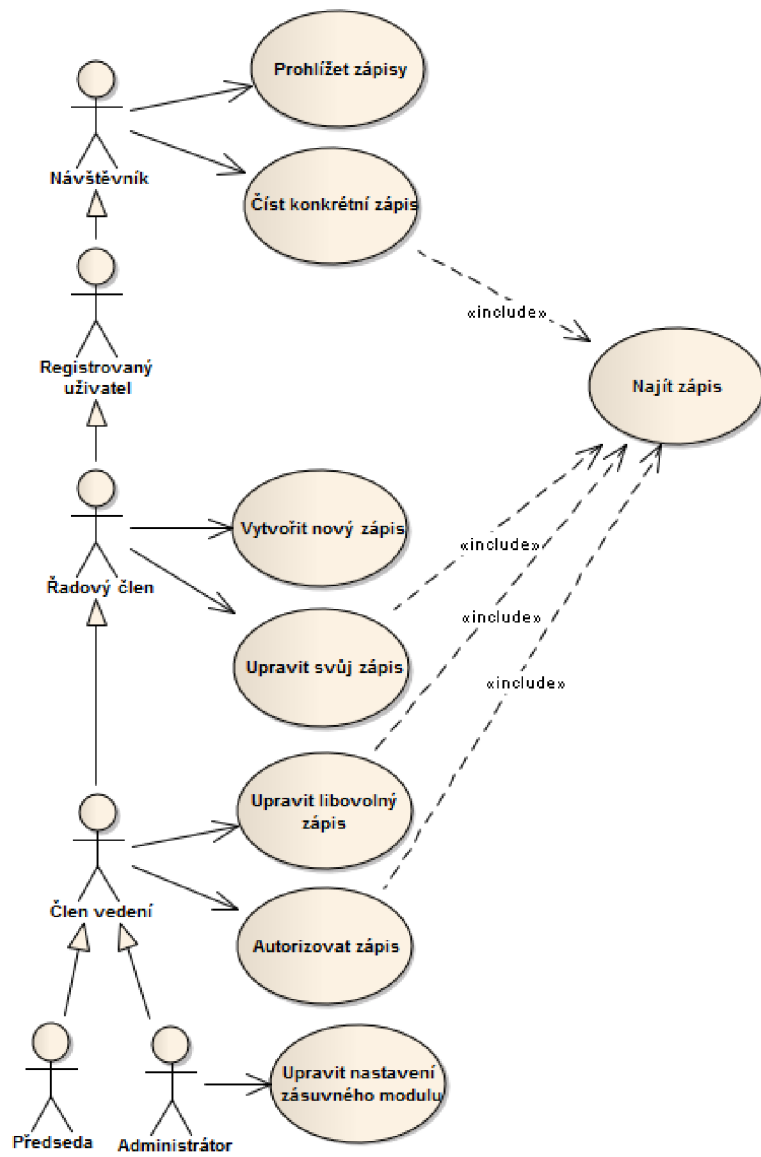 Prohlížet zápisy
Návštěvník
Číst konkrétní zápis
«include»
Registrovaný
uživatel
Najít zápis
Vytvořit nový zápis
«include»
Řadový člen
«include»
Upravit svůj zápis
«include»
Upravit libovolný
zápis
Člen vedení
Autorizovat zápis
Upravit nastavení
zásuvného modulu
Předseda
Administrátor